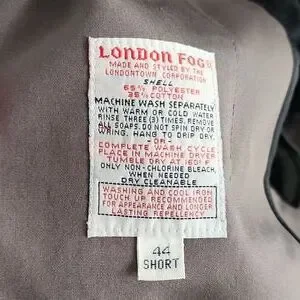 LONDON FOG®
MADE AND STYLED BY THE
LONDONTOWN CORPORATION
SHELL
65% POLYESTER
35% COTTON
MACHINE WASH SEPARATELY
WITH WARM OR COLD WATER
RINSE THREE (3) TIMES. REMOVE
ALL SOAPS. DO NOT SPIN DRY OR
WRING. HANG TO DRIP DRY.
-OR-
COMPLETE WASH CYCLE
PLACE IN MACHINE DRYER
TUMBLE DRY AT 160° F
ONLY NON-CHLORINE BLEACH,
WHEN NEEDED
DRY CLEANABLE
WASHING AND COOL IRON
TOUCH UP RECOMMENDED
FOR APPEARANCE AND LONGER
LASTING REPELLENCY
44
SHORT